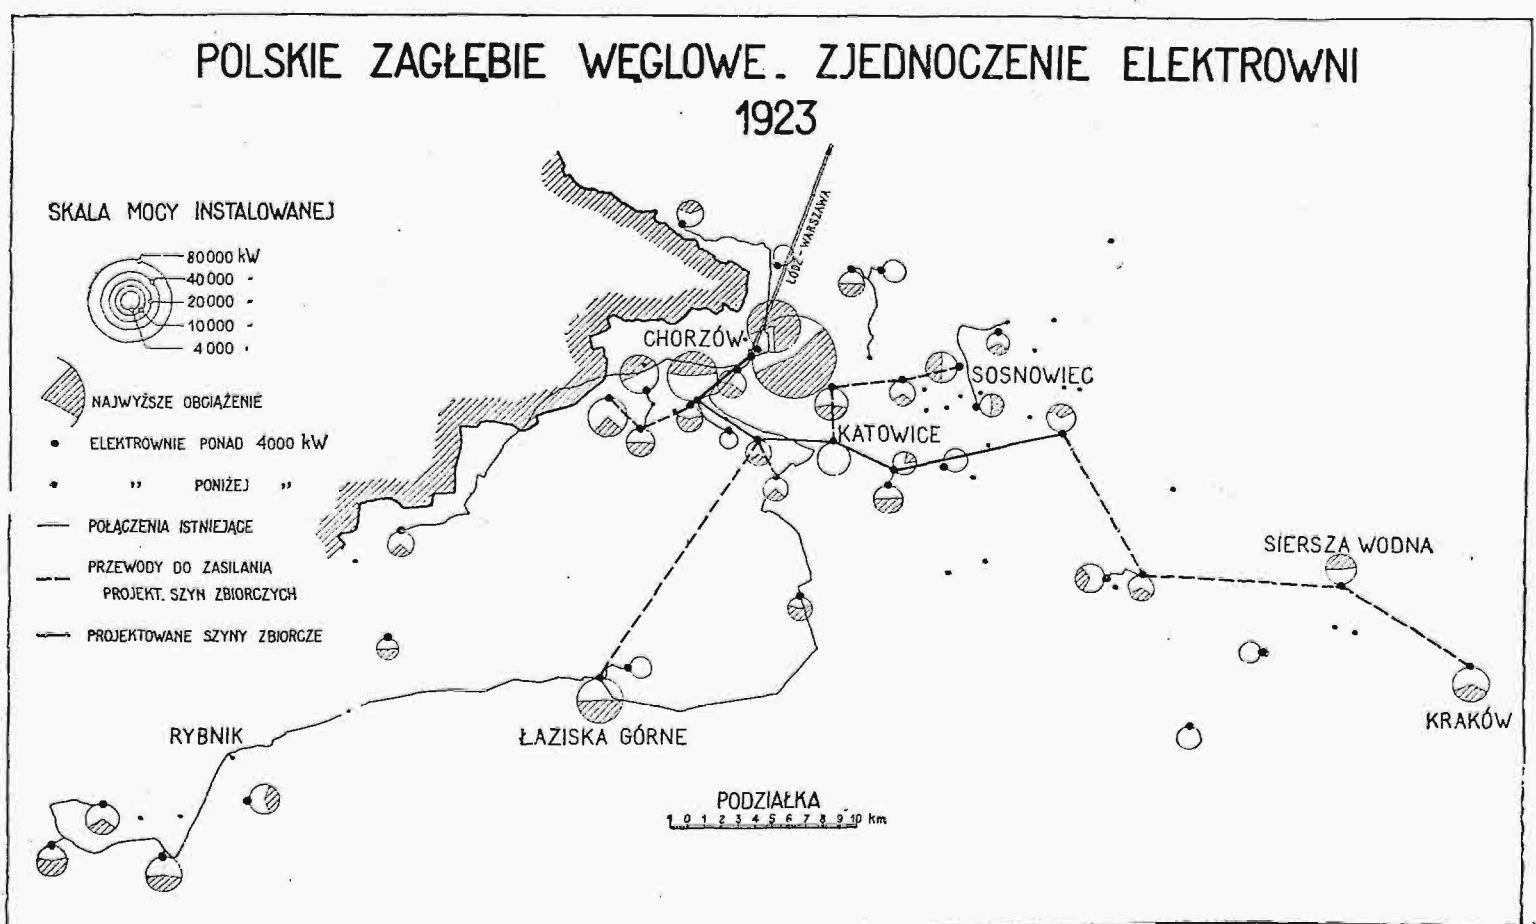 POLSKIE ZAGŁĘBIE WĘGLOWE. ZJEDNOCZENIE ELEKTROWNI
1923
SKALA MOCY INSTALOWANEJ
80000 kW
40000 "
20000 "
10000 "
4000 "
NAJWYŻSZE OBCIĄŻENIE
ELEKTROWNIE PONAD 4000 kW
" PONIŻEJ "
POŁĄCZENIA ISTNIEJĄCE
PRZEWODY DO ZASILANIA
PROJEKT. SZYN ZBIORCZYCH
PROJEKTOWANE SZYNY ZBIORCZE
ŁÓDŹ-WARSZAWA
CHORZÓW
SOSNOWIEC
KATOWICE
SIERSZA WODNA
KRAKÓW
RYBNIK
ŁAZISKA GÓRNE
PODZIAŁKA
1 0 1 2 3 4 5 6 7 8 9 10 km